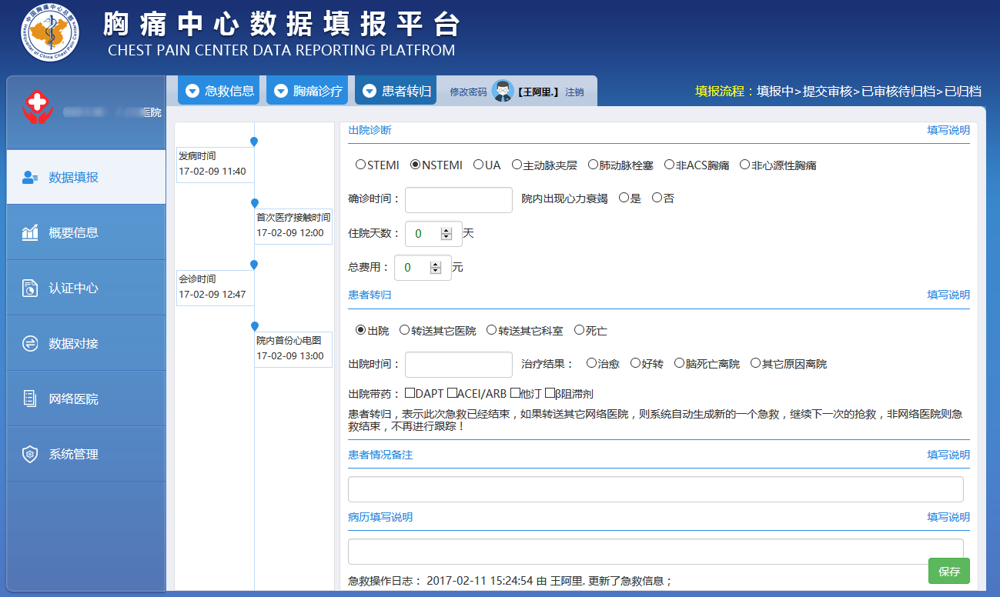 胸痛中心数据填报平台
CHEST PAIN CENTER DATA REPORTING PLATFROM
中国胸痛中心总部
Headquarter of China Chest Pain Centers
医院
急救信息
胸痛诊疗
患者转归
修改密码 【王阿里.】 注销
填报流程：填报中>提交审核>已审核待归档>已归档
数据填报
概要信息
认证中心
数据对接
网络医院
系统管理
发病时间
17-02-09 11:40
首次医疗接触时间
17-02-09 12:00
会诊时间
17-02-09 12:47
院内首份心电图
17-02-09 13:00
出院诊断 填写说明
STEMI NSTEMI UA 主动脉夹层 肺动脉栓塞 非ACS胸痛 非心源性胸痛
确诊时间： 院内出现心力衰竭 是 否
住院天数： 0 天
总费用： 0 元
患者转归 填写说明
出院 转送其它医院 转送其它科室 死亡
出院时间： 治疗结果： 治愈 好转 脑死亡离院 其它原因离院
出院带药： DAPT ACEI/ARB 他汀 β阻滞剂
患者转归，表示此次急救已经结束，如果转送其它网络医院，则系统自动生成新的一个急救，继续下一次的抢救，非网络医院则急
救结束，不再进行跟踪！
患者情况备注 填写说明
病历填写说明 填写说明
急救操作日志： 2017-02-11 15:24:54 由 王阿里. 更新了急救信息；
保存